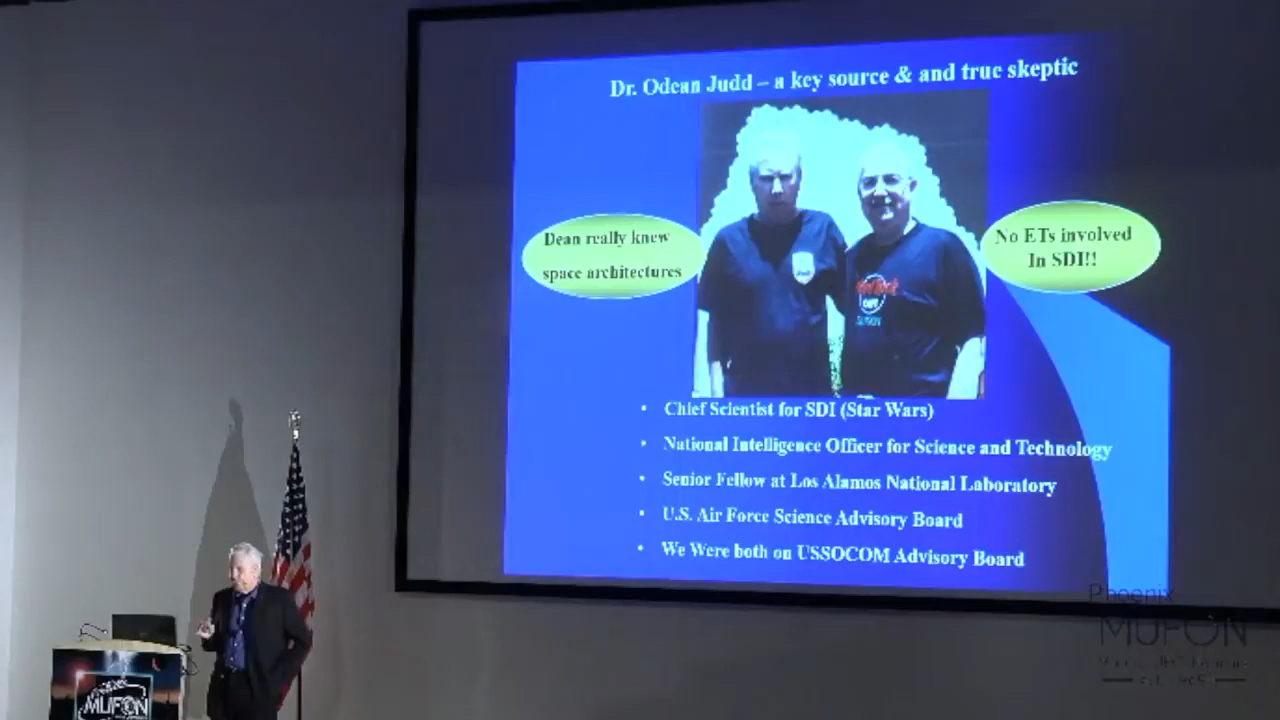 Dr. Odean Judd – a key source & and true skeptic
Dean really knew
space architectures
No ETs involved
In SDI!!
• Chief Scientist for SDI (Star Wars)
• National Intelligence Officer for Science and Technology
• Senior Fellow at Los Alamos National Laboratory
• U.S. Air Force Science Advisory Board
• We Were both on USSOCOM Advisory Board
Phoenix
MUFON
MUFON